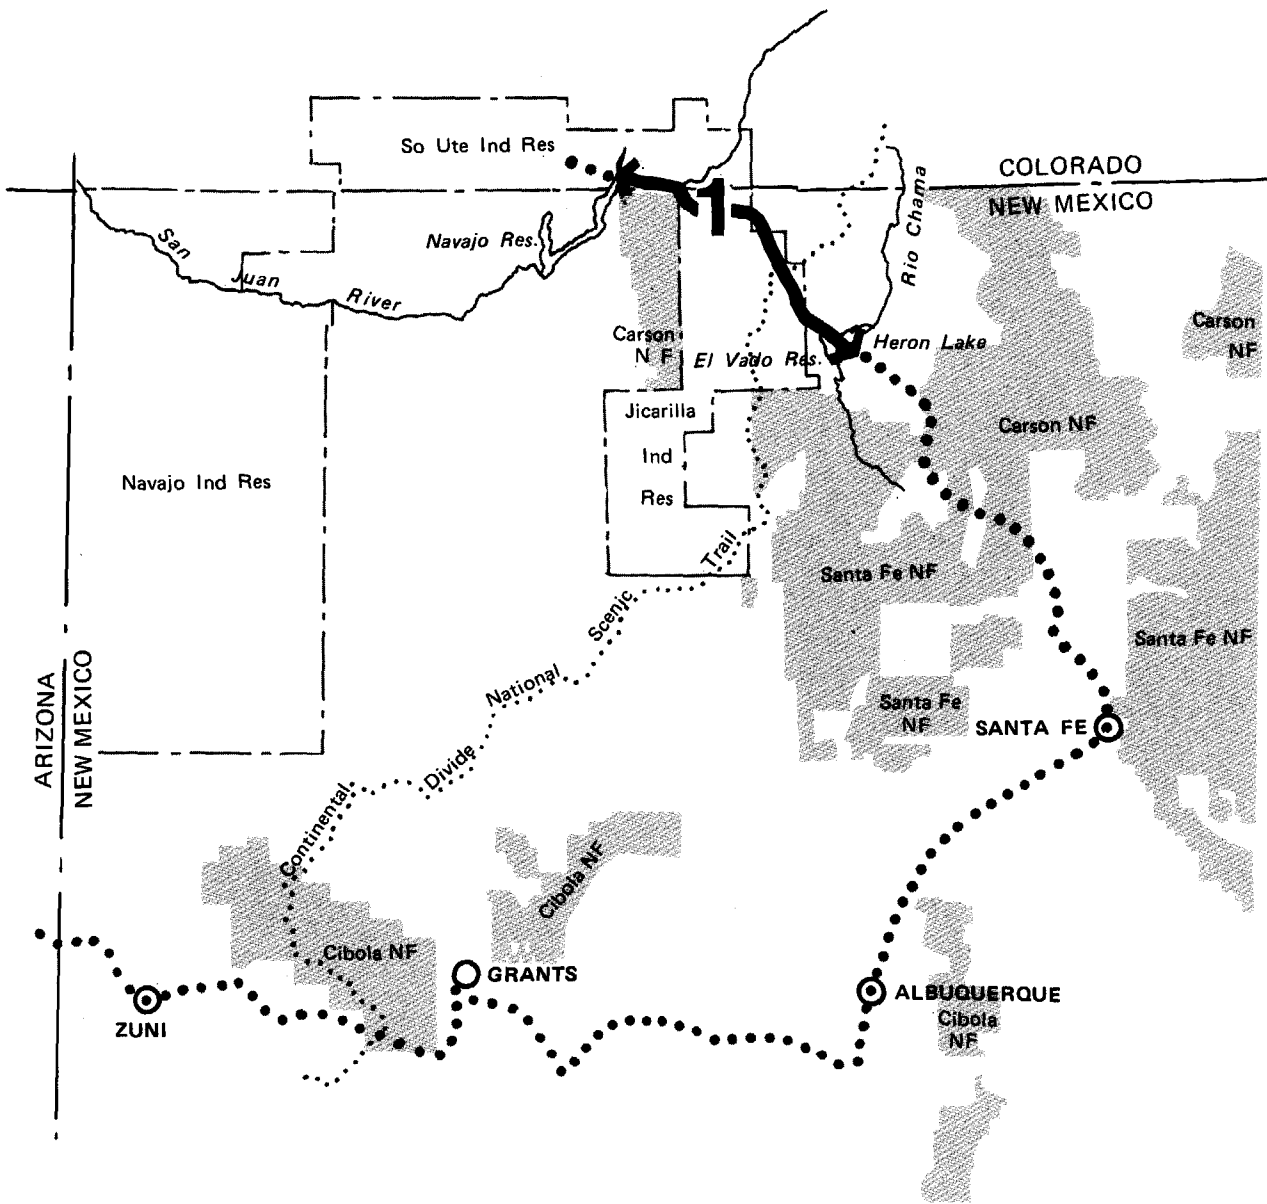 So Ute Ind Res
COLORADO
NEW MEXICO
1
San
Juan
River
Navajo Res.
Rio Chama
Carson
N F
El Vado Res.
Heron Lake
Carson
NF
Jicarilla
Ind
Res
Carson NF
Navajo Ind Res
Santa Fe NF
Santa Fe NF
Santa Fe
NF
SANTA FE
ARIZONA
NEW MEXICO
Continental
Divide
National
Scenic
Trail
Cibola NF
Cibola NF
GRANTS
ZUNI
ALBUQUERQUE
Cibola
NF